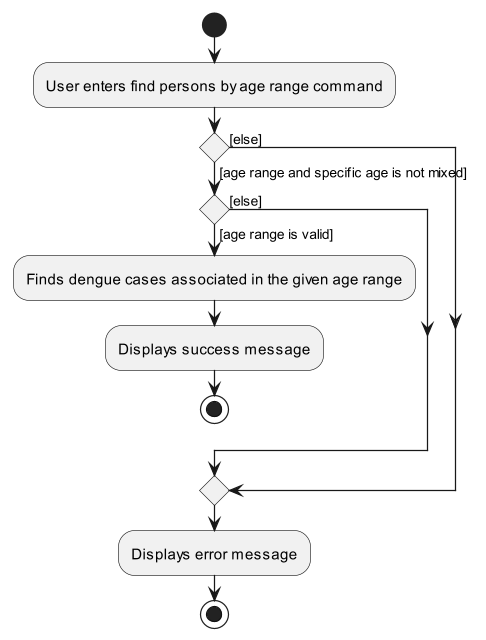 User enters find persons by age range command
[else]
[age range and specific age is not mixed]
[else]
[age range is valid]
Finds dengue cases associated in the given age range
Displays success message
Displays error message